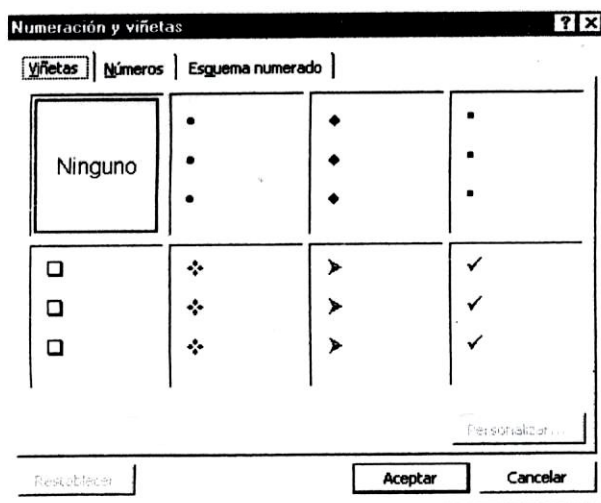 Numeración y viñetas
Viñetas Números Esquema numerado
Ninguno
Personalizar...
Restablecer Aceptar Cancelar